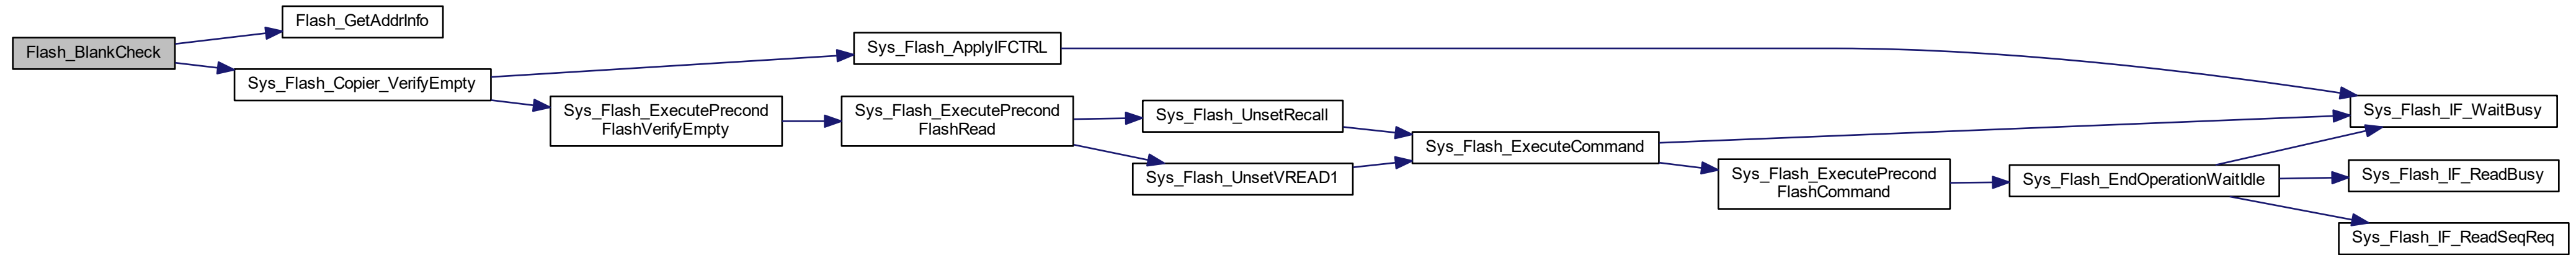 Flash_BlankCheck
Flash_GetAddrInfo
Sys_Flash_Copier_VerifyEmpty
Sys_Flash_ApplyIFCTRL
Sys_Flash_ExecutePrecond
FlashVerifyEmpty
Sys_Flash_ExecutePrecond
FlashRead
Sys_Flash_UnsetRecall
Sys_Flash_UnsetVREAD1
Sys_Flash_ExecuteCommand
Sys_Flash_ExecutePrecond
FlashCommand
Sys_Flash_EndOperationWaitIdle
Sys_Flash_IF_WaitBusy
Sys_Flash_IF_ReadBusy
Sys_Flash_IF_ReadSeqReq